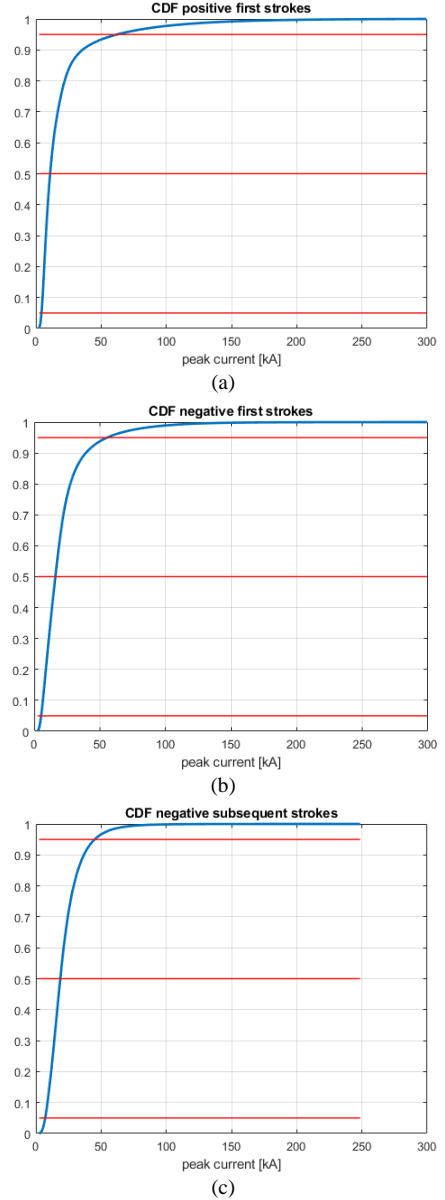 CDF positive first strokes
1
0.9
0.8
0.7
0.6
0.5
0.4
0.3
0.2
0.1
0
0 50 100 150 200 250 300
peak current [kA]
(a)
CDF negative first strokes
1
0.9
0.8
0.7
0.6
0.5
0.4
0.3
0.2
0.1
0
0 50 100 150 200 250 300
peak current [kA]
(b)
CDF negative subsequent strokes
1
0.9
0.8
0.7
0.6
0.5
0.4
0.3
0.2
0.1
0
0 50 100 150 200 250 300
peak current [kA]
(c)